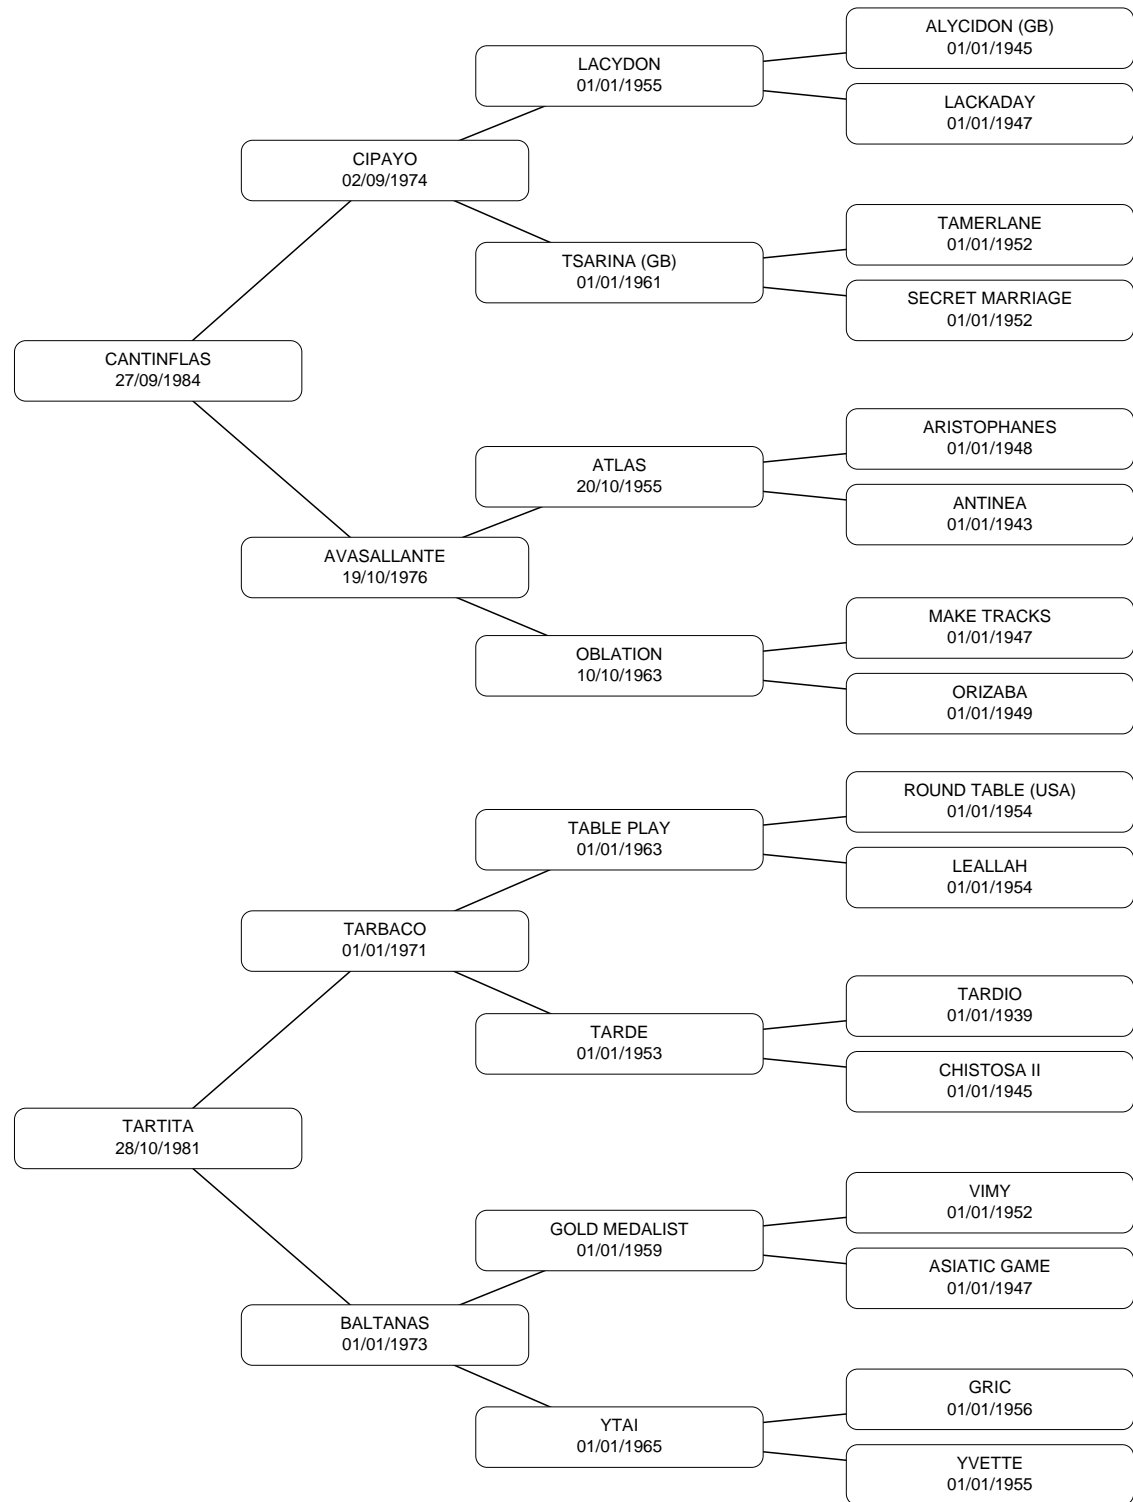 ALYCIDON (GB)
01/01/1945
LACYDON
01/01/1955
LACKADAY
01/01/1947
CIPAYO
02/09/1974
TAMERLANE
01/01/1952
TSARINA (GB)
01/01/1961
SECRET MARRIAGE
01/01/1952
CANTINFLAS
27/09/1984
ARISTOPHANES
01/01/1948
ATLAS
20/10/1955
ANTINEA
01/01/1943
AVASALLANTE
19/10/1976
MAKE TRACKS
01/01/1947
OBLATION
10/10/1963
ORIZABA
01/01/1949
ROUND TABLE (USA)
01/01/1954
TABLE PLAY
01/01/1963
LEALLAH
01/01/1954
TARBACO
01/01/1971
TARDIO
01/01/1939
TARDE
01/01/1953
CHISTOSA II
01/01/1945
TARTITA
28/10/1981
VIMY
01/01/1952
GOLD MEDALIST
01/01/1959
ASIATIC GAME
01/01/1947
BALTANAS
01/01/1973
GRIC
01/01/1956
YTAI
01/01/1965
YVETTE
01/01/1955